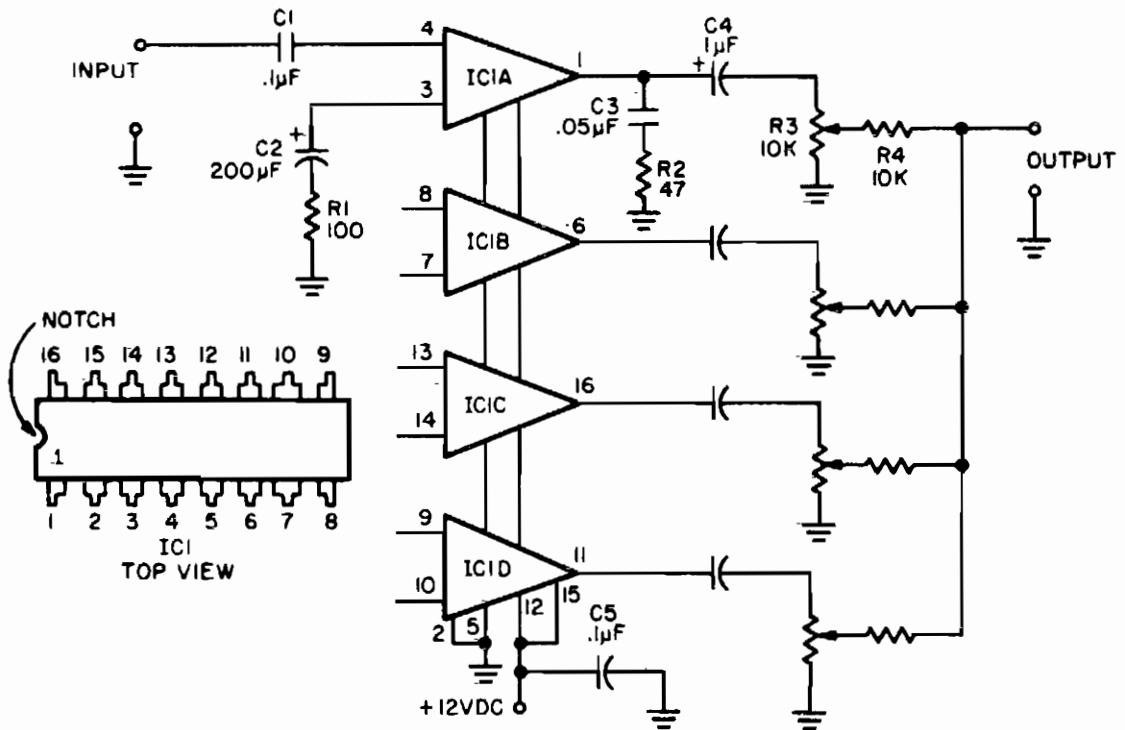 C1
.1µF
INPUT
4
3
IC1A
1
C2
+
200µF
R1
100
C3
.05µF
R2
47
C4
1µF
+
R3
10K
R4
10K
OUTPUT
8
7
IC1B
6
13
14
IC1C
16
9
10
IC1D
11
2
5
12
15
C5
.1µF
+12VDC
NOTCH
16 15 14 13 12 11 10 9
1
1 2 3 4 5 6 7 8
IC1
TOP VIEW